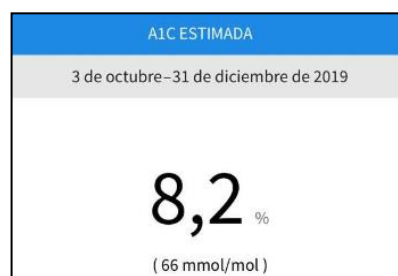 A1C ESTIMADA
3 de octubre–31 de diciembre de 2019
8,2 %
( 66 mmol/mol )